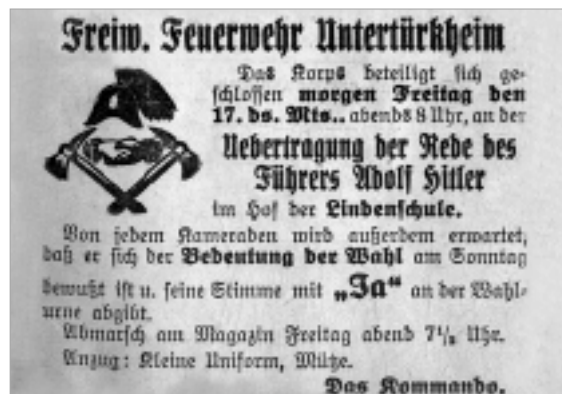 Freiw. Feuerwehr Untertürkheim
Das Korps beteiligt sich ge-
schlossen morgen Freitag den
17. ds. Mts.. abends 8 Uhr, an der
Uebertragung der Rede des
Führers Adolf Hitler
im Hof der Lindenschule.
Von jedem Kameraden wird außerdem erwartet,
daß er sich der Bedeutung der Wahl am Sonntag
bewußt ist u. seine Stimme mit „Ja“ an der Wahl-
urne abgibt.
Abmarsch am Magazin Freitag abend 7¹/₂ Uhr.
Anzug: Kleine Uniform, Mütze.
Das Kommando.